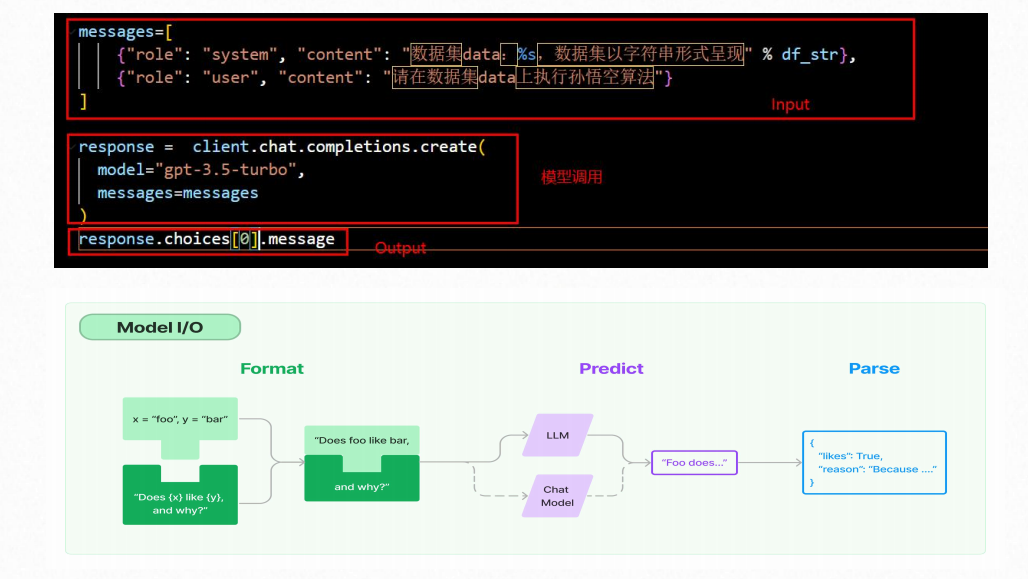 messages=[
{"role": "system", "content": "数据集data：%s，数据集以字符串形式呈现" % df_str},
{"role": "user", "content": "请在数据集data上执行孙悟空算法"}
]
Input
response =  client.chat.completions.create(
model="gpt-3.5-turbo",
messages=messages
)
模型调用
response.choices[0].message
Output
Model I/O
Format
Predict
Parse
x = "foo", y = "bar"
"Does {x} like {y},
and why?"
"Does foo like bar,
and why?"
LLM
Chat
Model
"Foo does..."
{
"likes": True,
"reason": "Because ...."
}